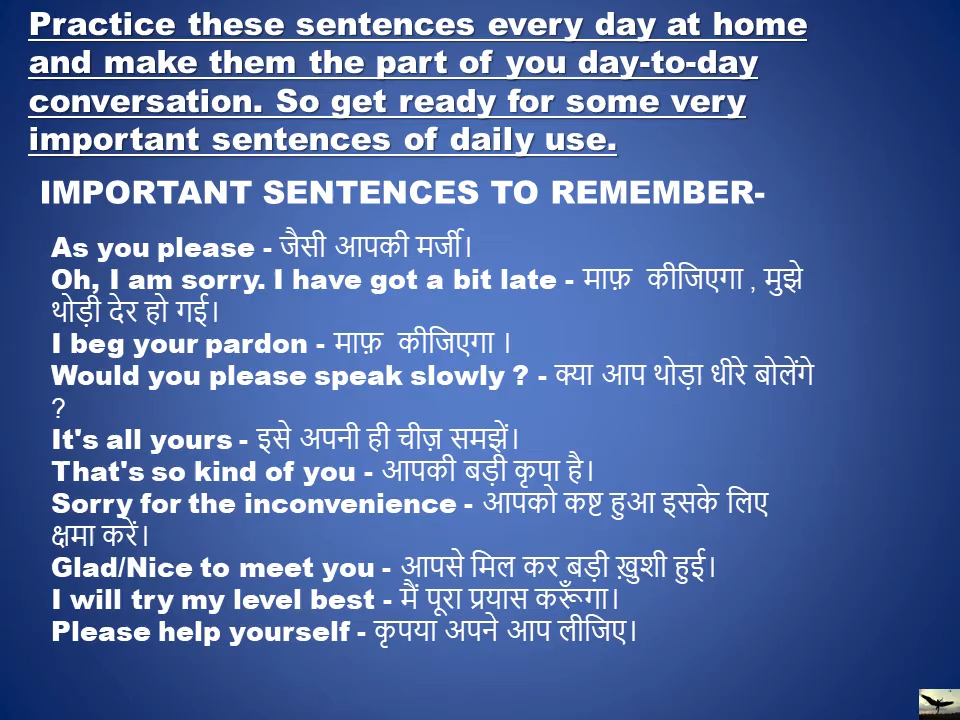 Practice these sentences every day at home
and make them the part of you day-to-day
conversation. So get ready for some very
important sentences of daily use.
IMPORTANT SENTENCES TO REMEMBER-
As you please - जैसी आपकी मर्जी।
Oh, I am sorry. I have got a bit late - माफ़ कीजिएगा , मुझे
थोड़ी देर हो गई।
I beg your pardon - माफ़ कीजिएगा ।
Would you please speak slowly ? - क्या आप थोड़ा धीरे बोलेंगे
?
It's all yours - इसे अपनी ही चीज़ समझें।
That's so kind of you - आपकी बड़ी कृपा है।
Sorry for the inconvenience - आपको कष्ट हुआ इसके लिए
क्षमा करें।
Glad/Nice to meet you - आपसे मिल कर बड़ी ख़ुशी हुई।
I will try my level best - मैं पूरा प्रयास करूँगा।
Please help yourself - कृपया अपने आप लीजिए।